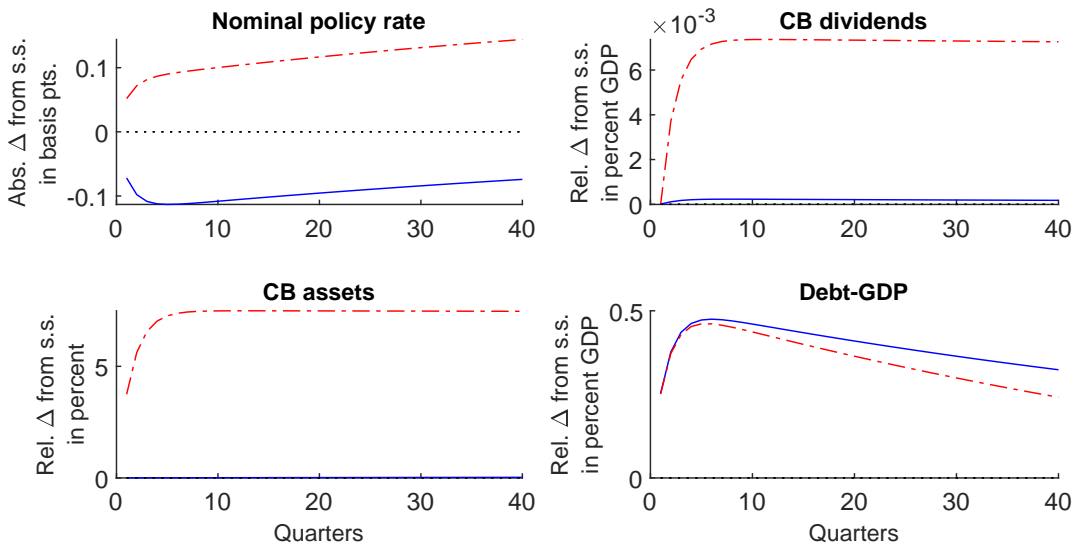 Nominal policy rate
Abs. Δ from s.s.
in basis pts.
0.1
0
-0.1
0 10 20 30 40
CB dividends
×10⁻³
Rel. Δ from s.s.
in percent GDP
6
4
2
0
0 10 20 30 40
CB assets
Rel. Δ from s.s.
in percent
5
0
0 10 20 30 40
Quarters
Debt-GDP
Rel. Δ from s.s.
in percent GDP
0.5
0
0 10 20 30 40
Quarters